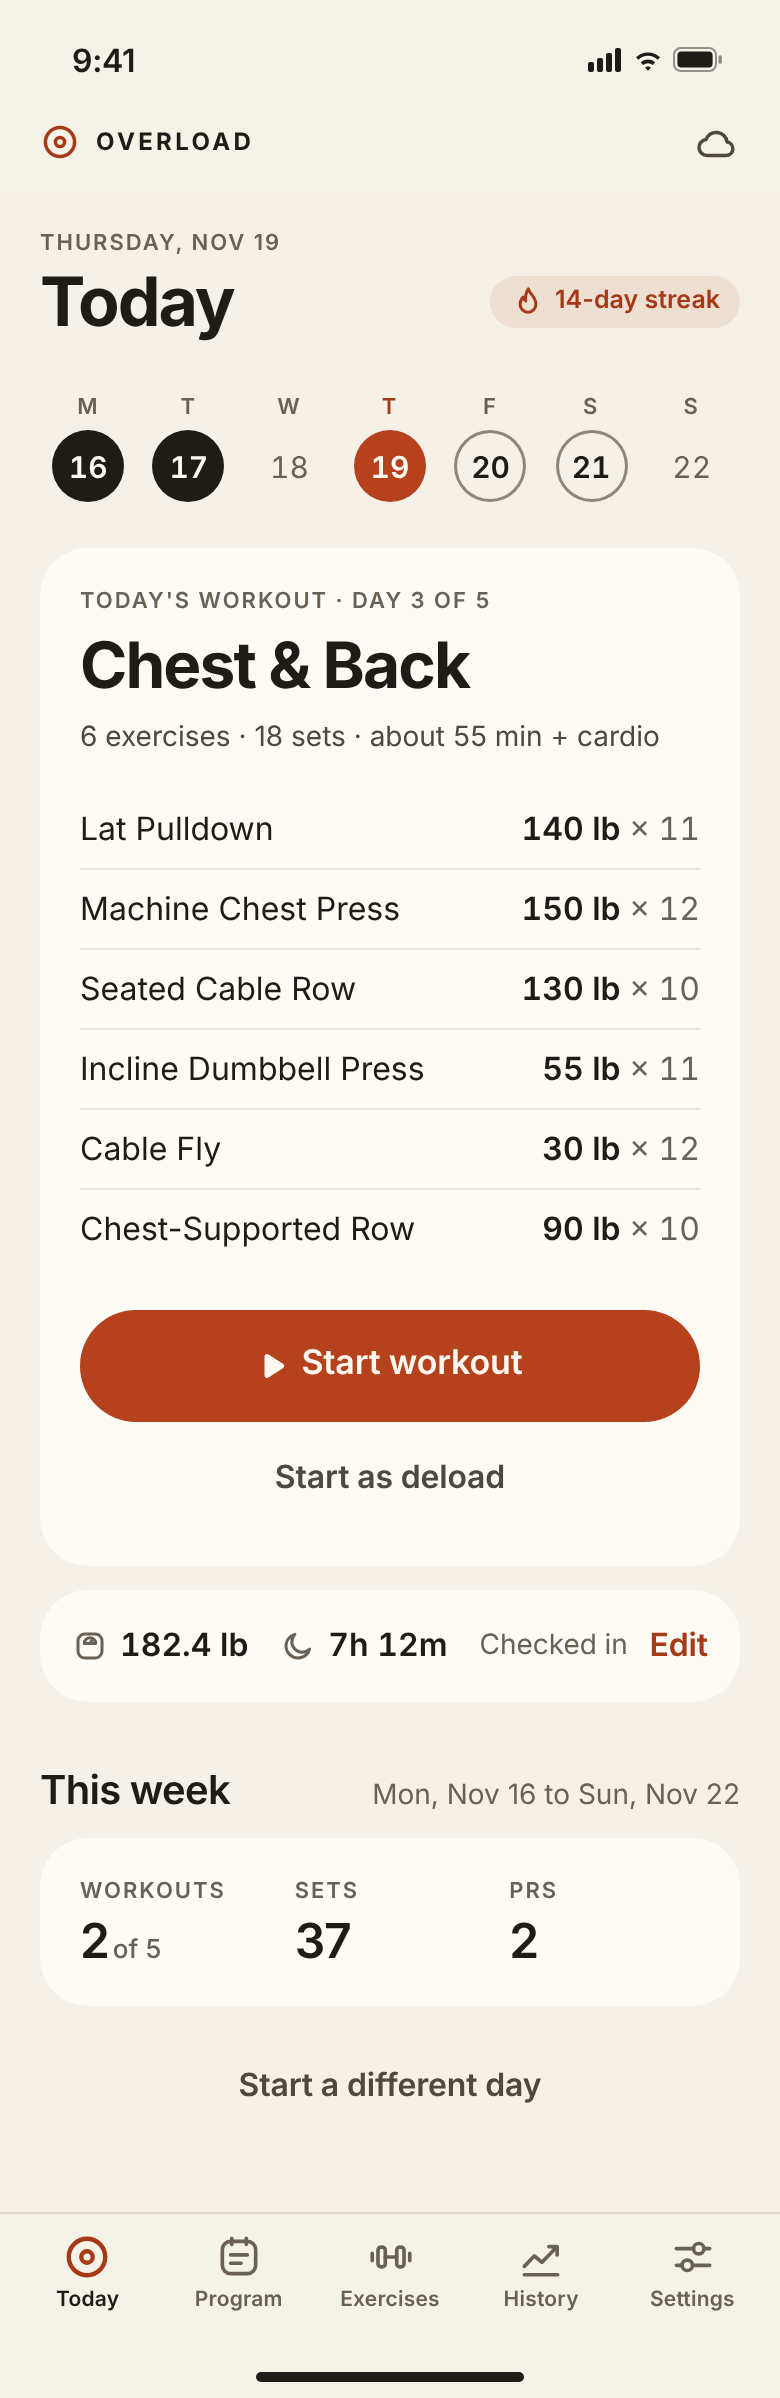 9:41
OVERLOAD
THURSDAY, NOV 19
Today
14-day streak
M T W T F S S
16 17 18 19 20 21 22
TODAY'S WORKOUT · DAY 3 OF 5
Chest & Back
6 exercises · 18 sets · about 55 min + cardio
Lat Pulldown 140 lb × 11
Machine Chest Press 150 lb × 12
Seated Cable Row 130 lb × 10
Incline Dumbbell Press 55 lb × 11
Cable Fly 30 lb × 12
Chest-Supported Row 90 lb × 10
Start workout
Start as deload
182.4 lb 7h 12m Checked in Edit
This week Mon, Nov 16 to Sun, Nov 22
WORKOUTS SETS PRS
2 of 5 37 2
Start a different day
Today Program Exercises History Settings